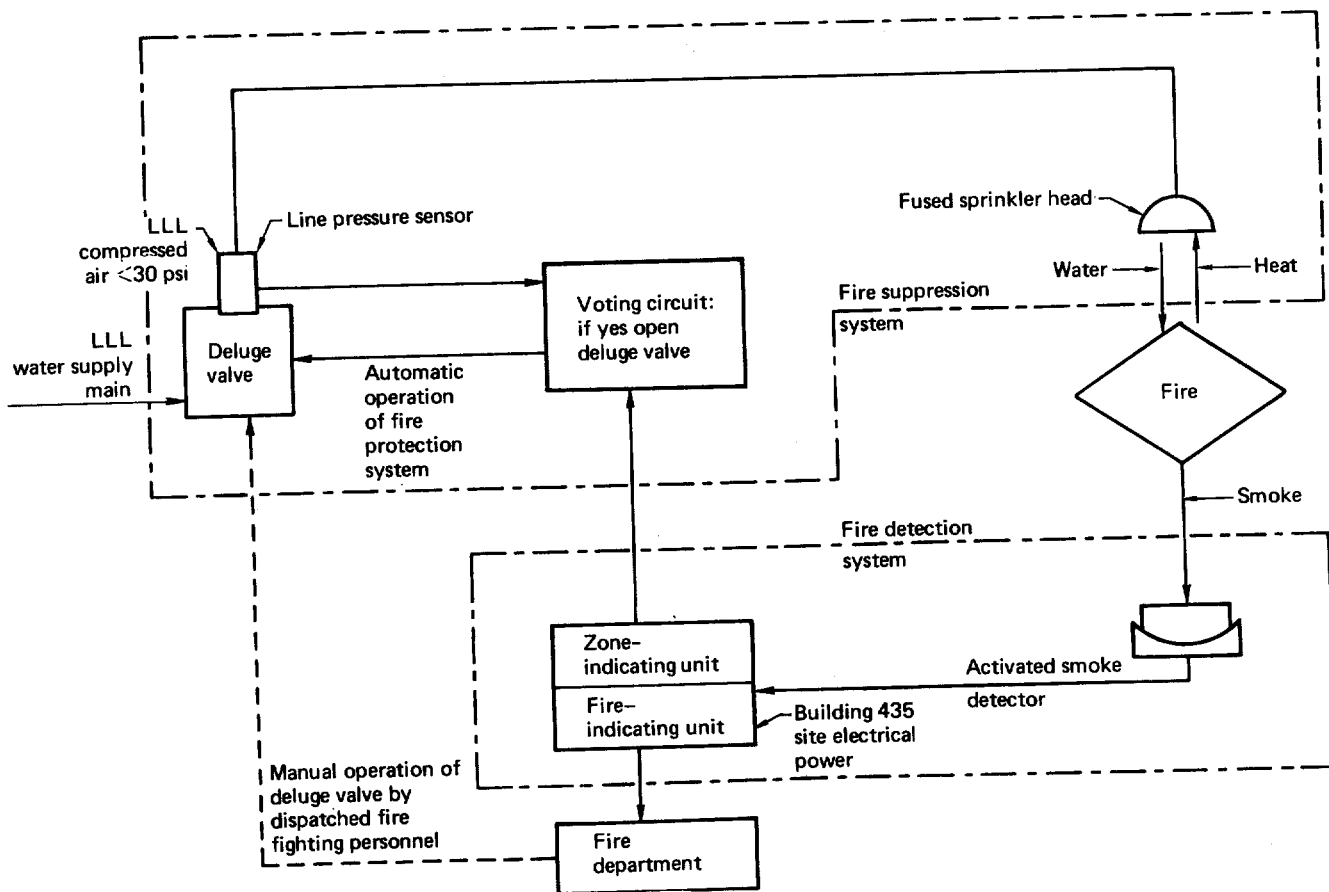 LLL
compressed
air <30 psi
Line pressure sensor
Fused sprinkler head
Water
Heat
Fire suppression
system
Voting circuit:
if yes open
deluge valve
LLL
water supply
main
Deluge
valve
Automatic
operation
of fire
protection
system
Fire
Smoke
Fire detection
system
Zone-
indicating unit
Fire-
indicating unit
Activated smoke
detector
Building 435
site electrical
power
Manual operation of
deluge valve by
dispatched fire
fighting personnel
Fire
department